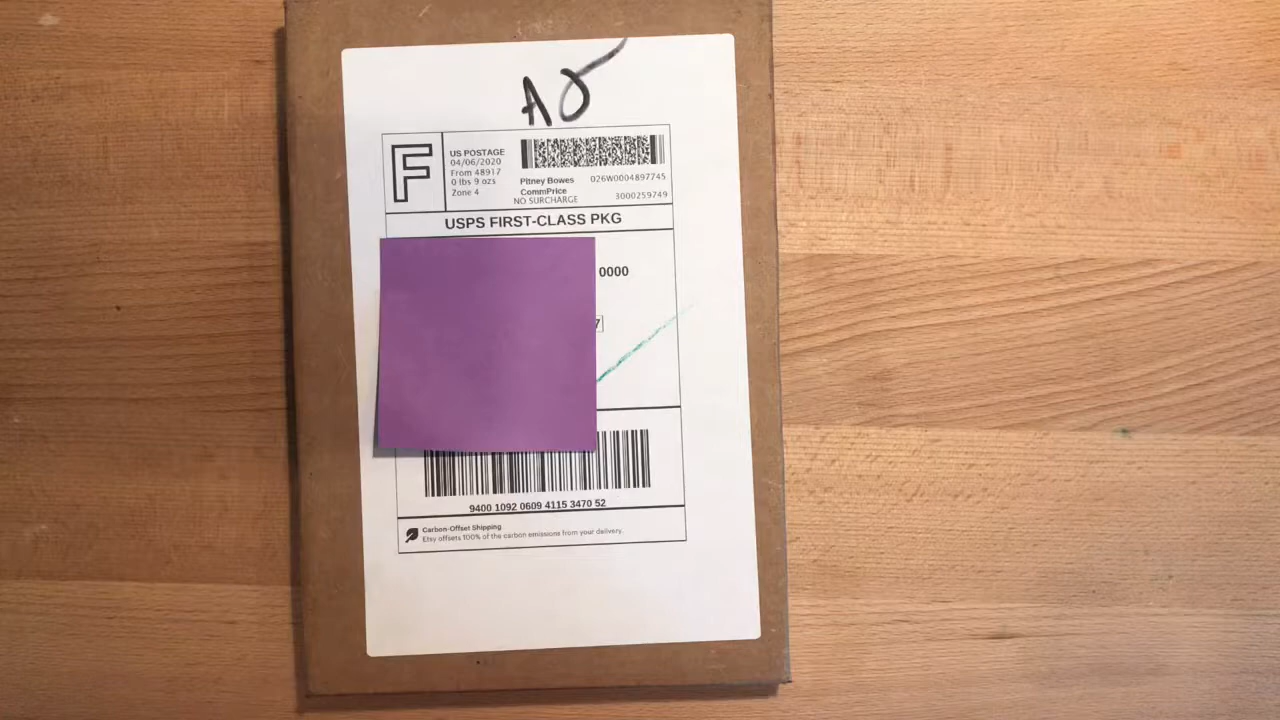 AO
F
US POSTAGE
04/06/2020
From 48917
0 lbs 9 ozs
Zone 4
Pitney Bowes
CommPrice
NO SURCHARGE
026W0004897745
3000259749
USPS FIRST-CLASS PKG
0000
7
9400 1092 0609 4115 3470 52
Carbon-Offset Shipping
Etsy offsets 100% of the carbon emissions from your delivery.